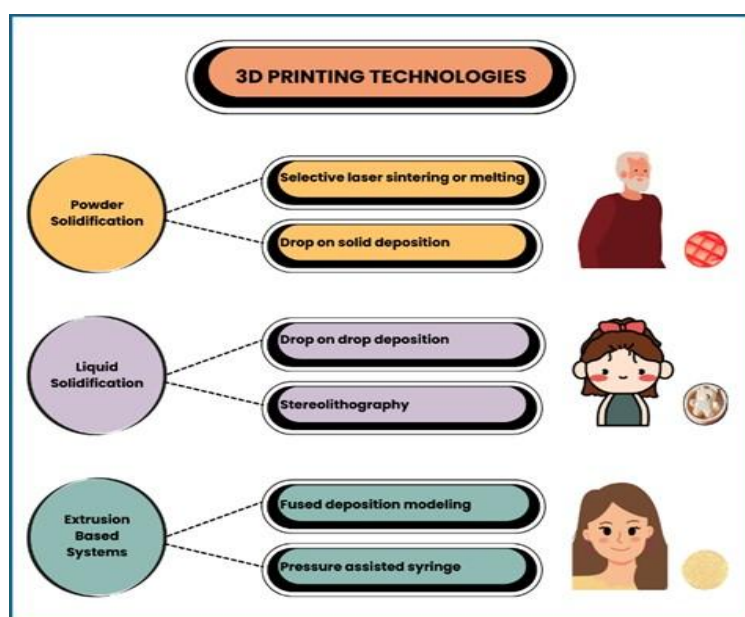 3D PRINTING TECHNOLOGIES
Powder
Solidification
Selective laser sintering or melting
Drop on solid deposition
Liquid
Solidification
Drop on drop deposition
Stereolithography
Extrusion
Based
Systems
Fused deposition modeling
Pressure assisted syringe